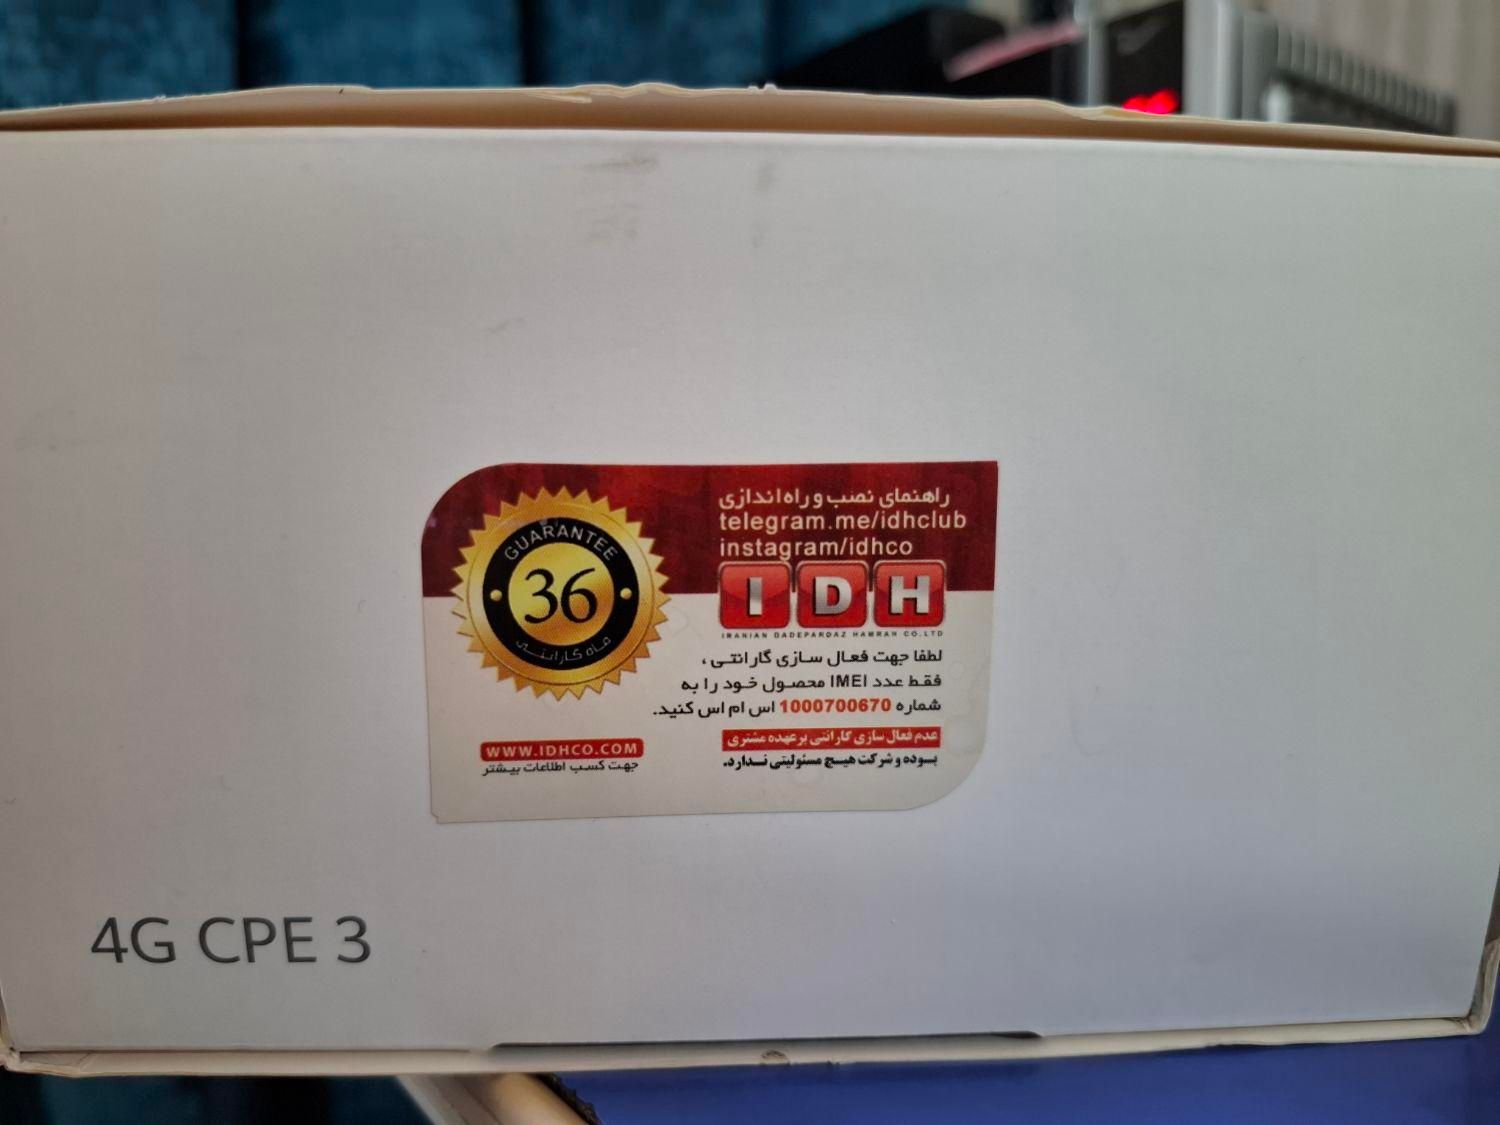 راهنمای نصب و راه اندازی
telegram.me/idhclub
instagram/idhco
GUARANTEE
36
ماه گارانتی
IDH
IRANIAN DADEPARDAZ HAMRAH CO.LTD
لطفا جهت فعال سازی گارانتی ،
فقط عدد IMEI محصول خود را به
شماره 1000700670 اس ام اس کنید.
عدم فعال سازی گارانتی برعهده مشتری
بوده و شرکت هیچ مسئولیتی ندارد.
WWW.IDHCO.COM
جهت کسب اطلاعات بیشتر
4G CPE 3